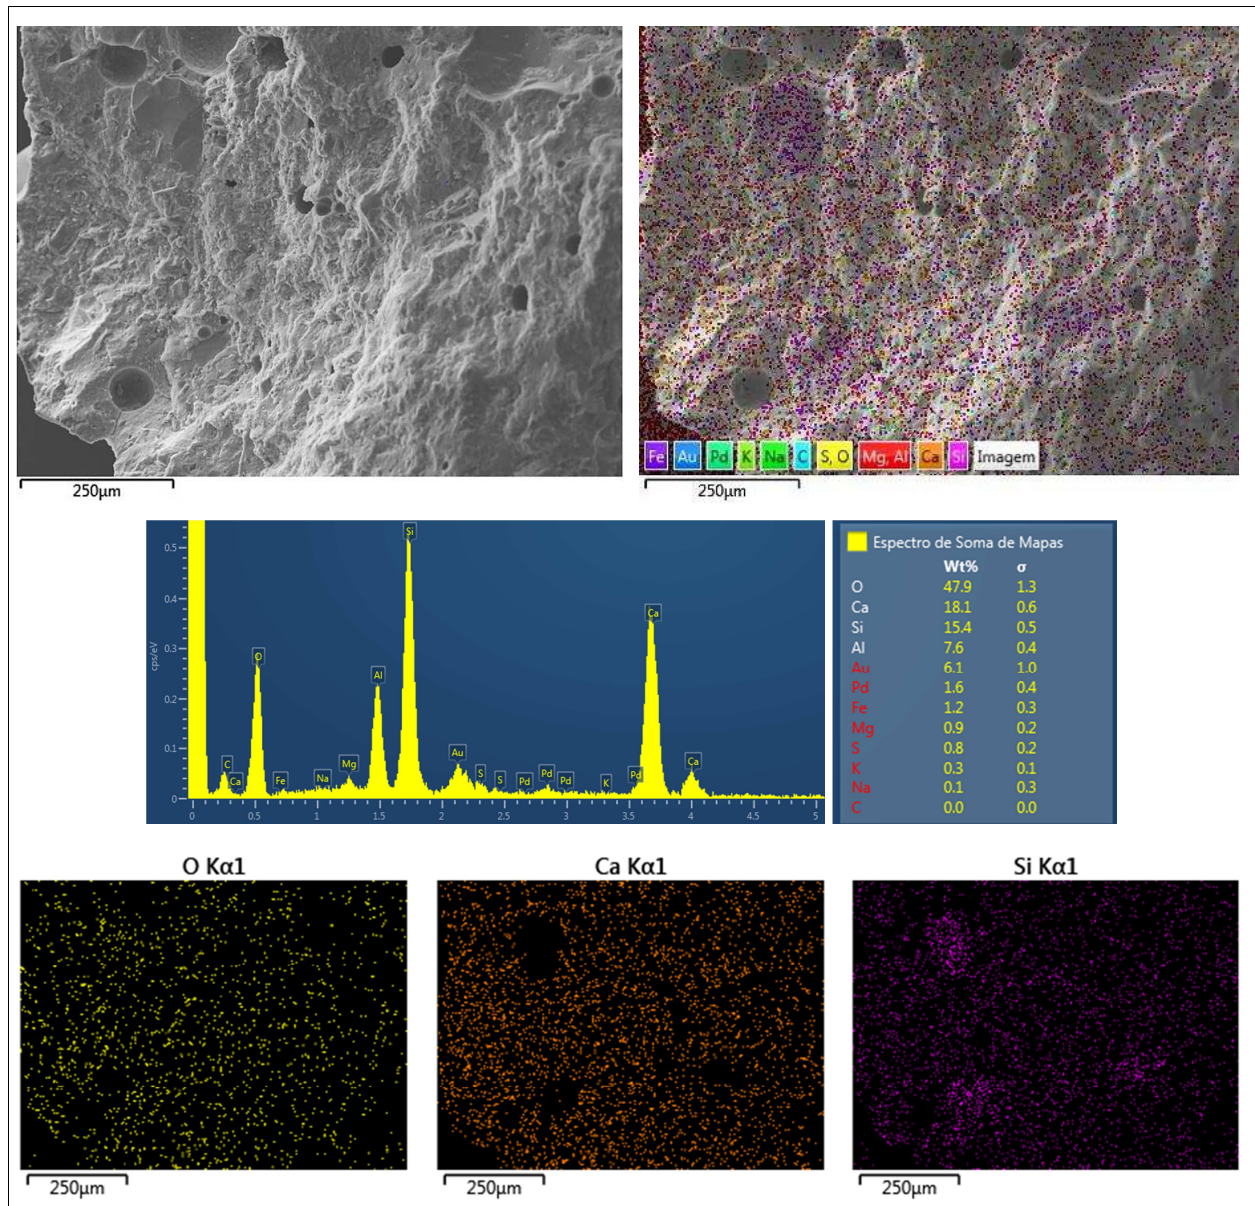 250μm
Fe Au Pd K Na C S, O Mg, Al Ca Si Imagem
250μm
0.5
0.4
0.3
0.2
0.1
0
cps/eV
C Ca O Fe Na Mg Al Si Au S S Pd Pd Pd K Pd Ca Ca
0 0.5 1 1.5 2 2.5 3 3.5 4 4.5 5
Espectro de Soma de Mapas
Wt% σ
O 47.9 1.3
Ca 18.1 0.6
Si 15.4 0.5
Al 7.6 0.4
Au 6.1 1.0
Pd 1.6 0.4
Fe 1.2 0.3
Mg 0.9 0.2
S 0.8 0.2
K 0.3 0.1
Na 0.1 0.3
C 0.0 0.0
O Kα1
250μm
Ca Kα1
250μm
Si Kα1
250μm